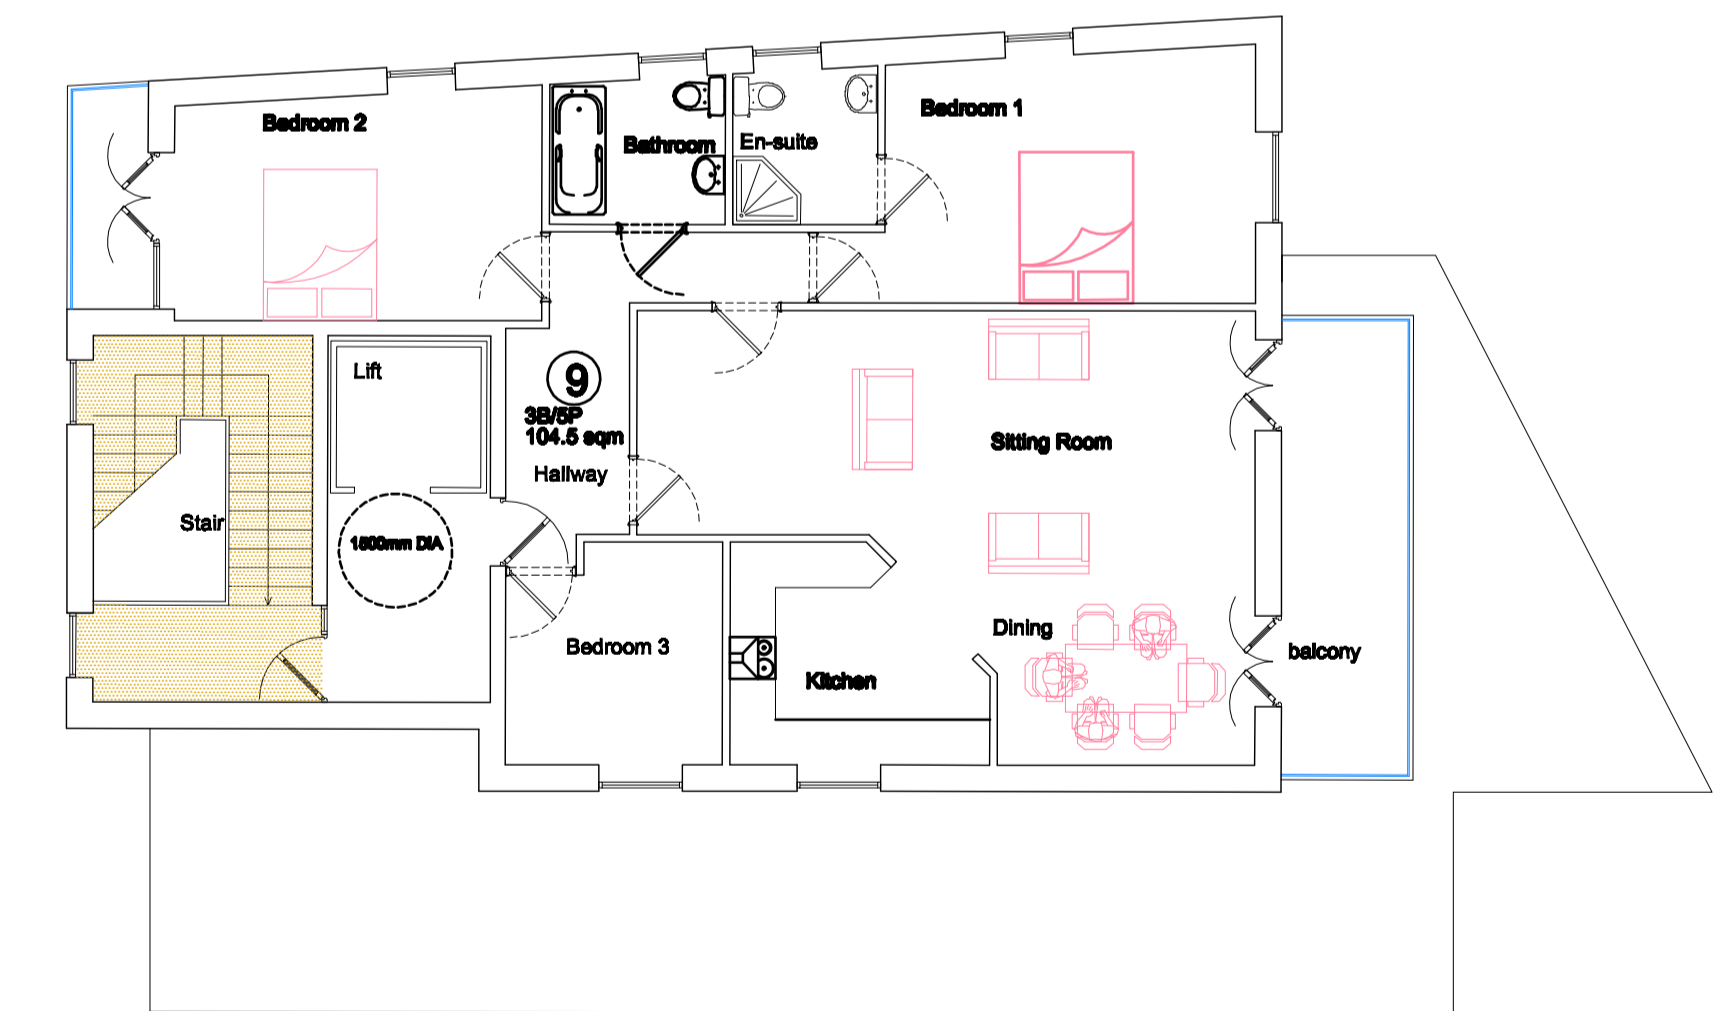 Bedroom 2
Bathroom
En-suite
Bedroom 1
Lift
9
3B/5P
104.5 sqm
Hallway
Sitting Room
Stair
1500mm DIA
Bedroom 3
Dining
Kitchen
balcony